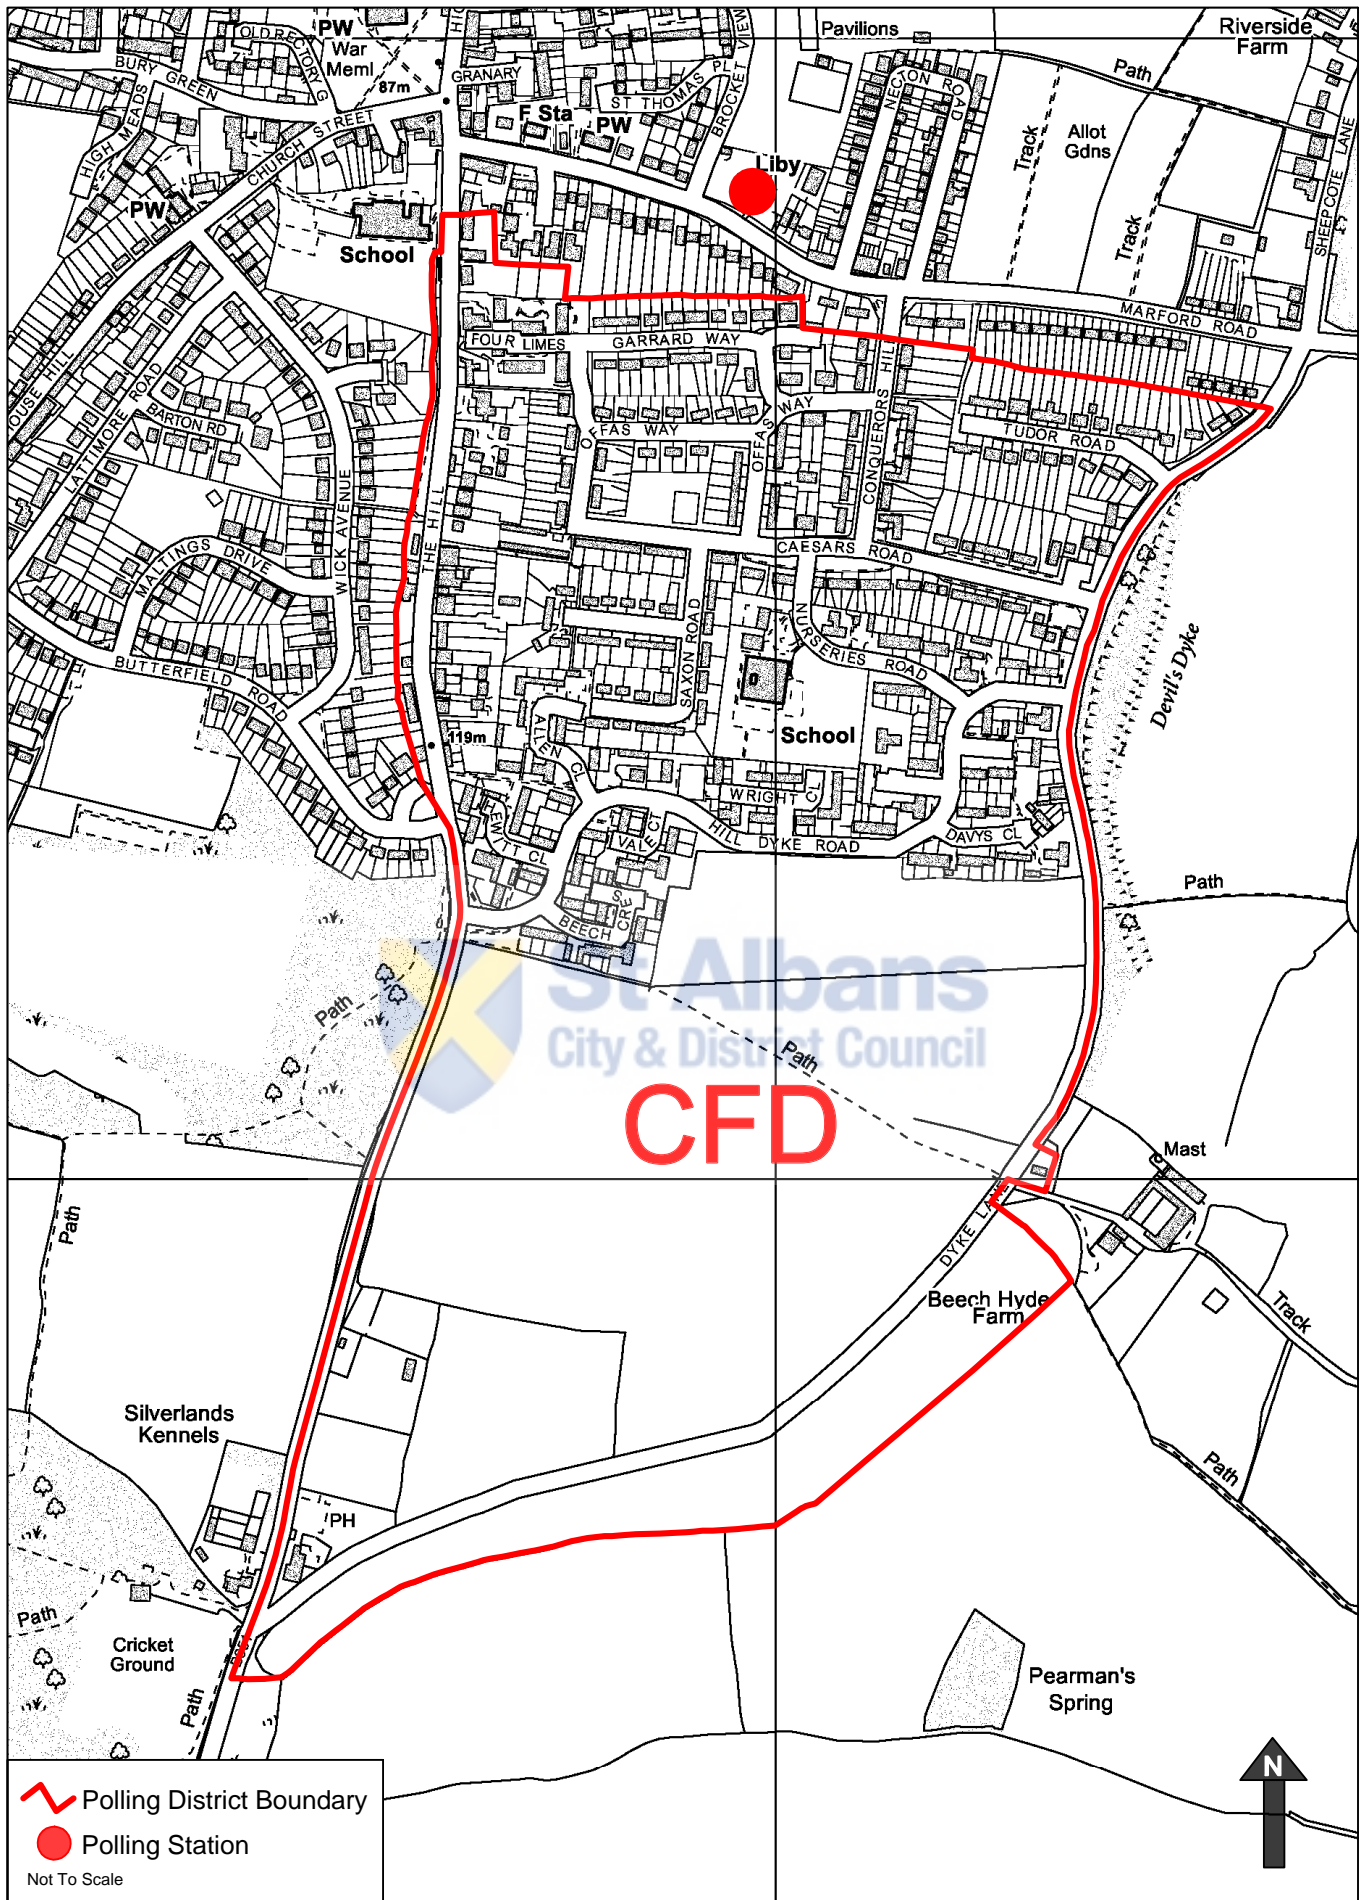 PW
OLD RECTORY G
War
Meml
BURY GREEN
87m
GRANARY
ST THOMAS PL
BROCKET VIEW
Pavilions
Riverside
Farm
Path
NECTON ROAD
HIGH MEADS
CHURCH STREET
F Sta
PW
Liby
Track
Allot
Gdns
Track
SHEEPCOTE LANE
PW
School
MARFORD ROAD
FOUR LIMES
GARRARD WAY
HOUSE HILL
ATTIMORE ROAD
BARTON RD
OFFAS WAY
OFFAS WAY
CONQUERORS HILL
TUDOR ROAD
WICK AVENUE
THE HILL
MALTINGS DRIVE
CAESARS ROAD
NURSERIES ROAD
SAXON ROAD
Devil's Dyke
BUTTERFIELD ROAD
119m
ALLEN CL
School
WRIGHT CL
HEWITT CL
VALE CT
HILL DYKE ROAD
DAVYS CL
BEECH CRES
Path
St Albans
City & District Council
Path
Path
CFD
Mast
Path
DYKE LANE
Beech Hyde
Farm
Track
Silverlands
Kennels
Path
PH
Path
Cricket
Ground
Path
Pearman's
Spring
N
Polling District Boundary
Polling Station
Not To Scale